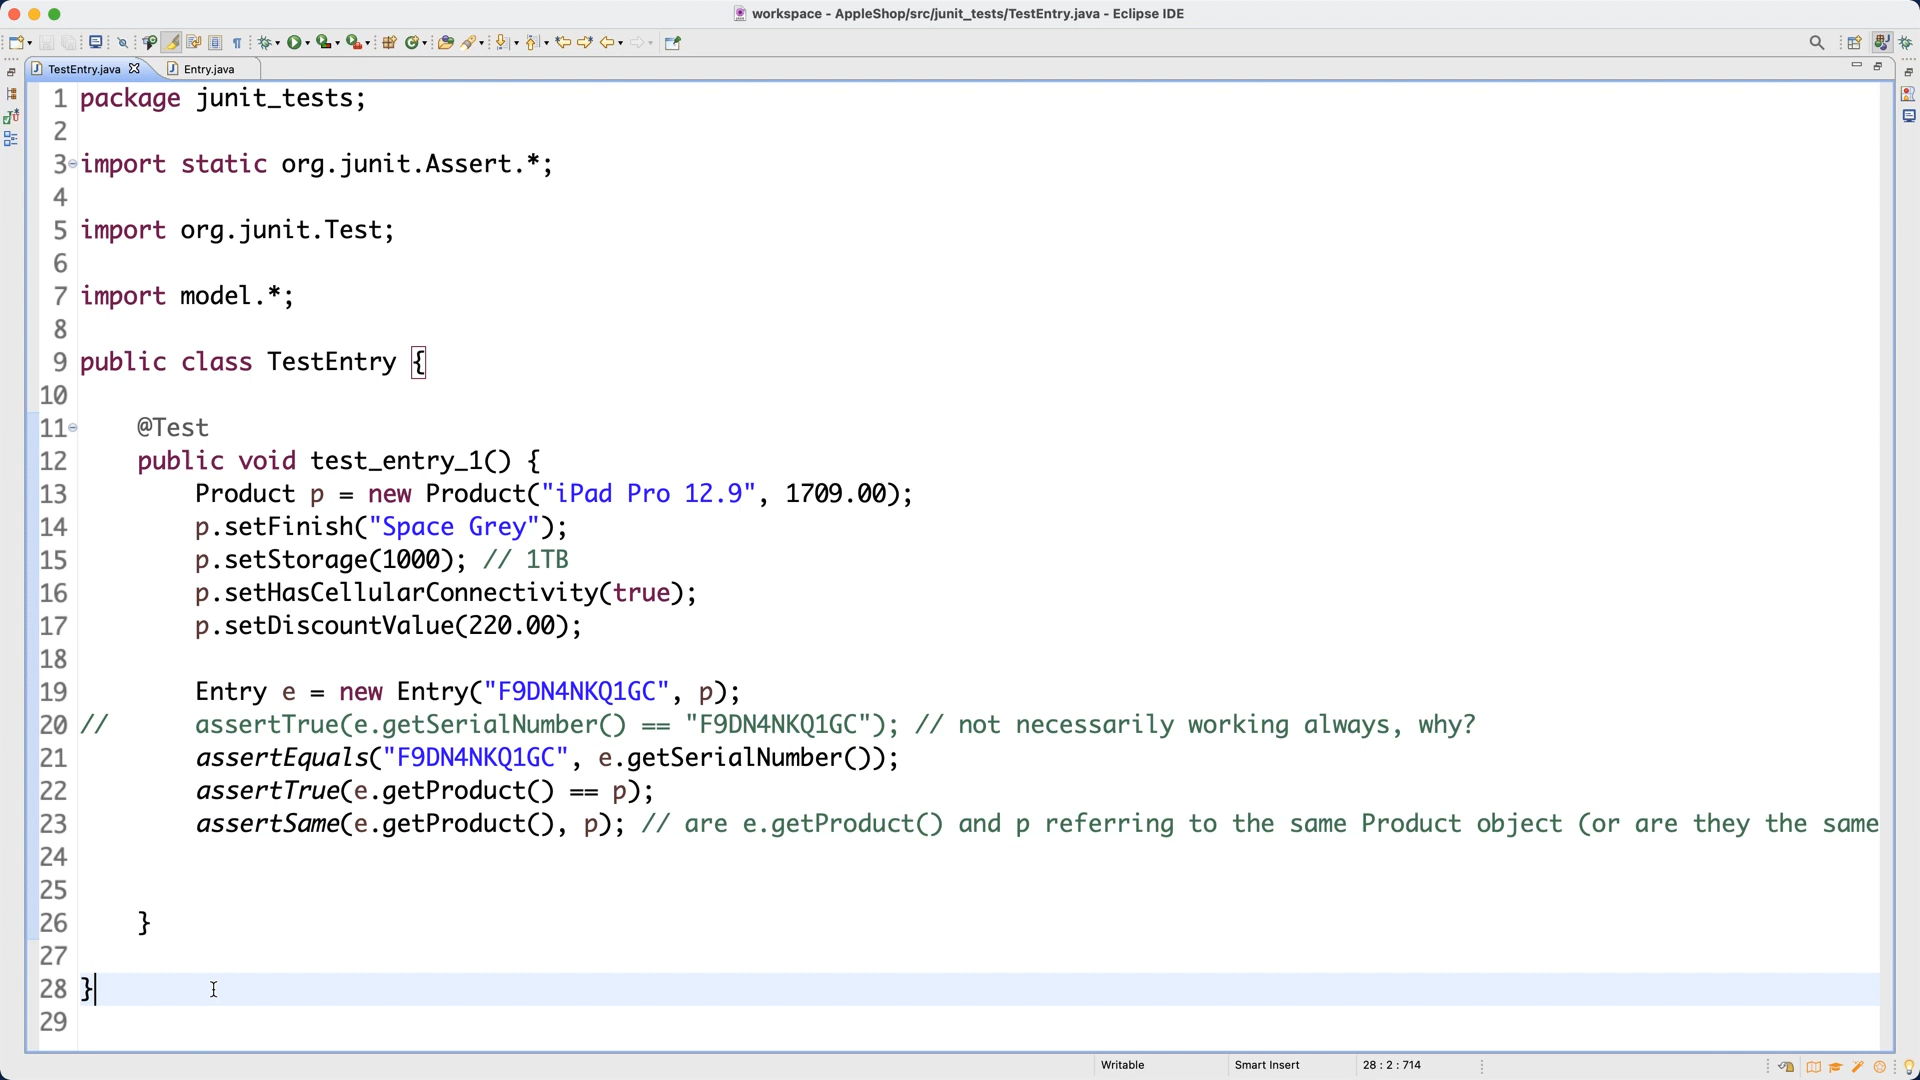 workspace - AppleShop/src/junit_tests/TestEntry.java - Eclipse IDE
TestEntry.java
Entry.java
1 package junit_tests;
2
3 import static org.junit.Assert.*;
4
5 import org.junit.Test;
6
7 import model.*;
8
9 public class TestEntry {
10
11 @Test
12 public void test_entry_1() {
13 Product p = new Product("iPad Pro 12.9", 1709.00);
14 p.setFinish("Space Grey");
15 p.setStorage(1000); // 1TB
16 p.setHasCellularConnectivity(true);
17 p.setDiscountValue(220.00);
18
19 Entry e = new Entry("F9DN4NKQ1GC", p);
20 // assertTrue(e.getSerialNumber() == "F9DN4NKQ1GC"); // not necessarily working always, why?
21 assertEquals("F9DN4NKQ1GC", e.getSerialNumber());
22 assertTrue(e.getProduct() == p);
23 assertSame(e.getProduct(), p); // are e.getProduct() and p referring to the same Product object (or are they the same
24
25
26 }
27
28 }
29
Writable
Smart Insert
28 : 2 : 714